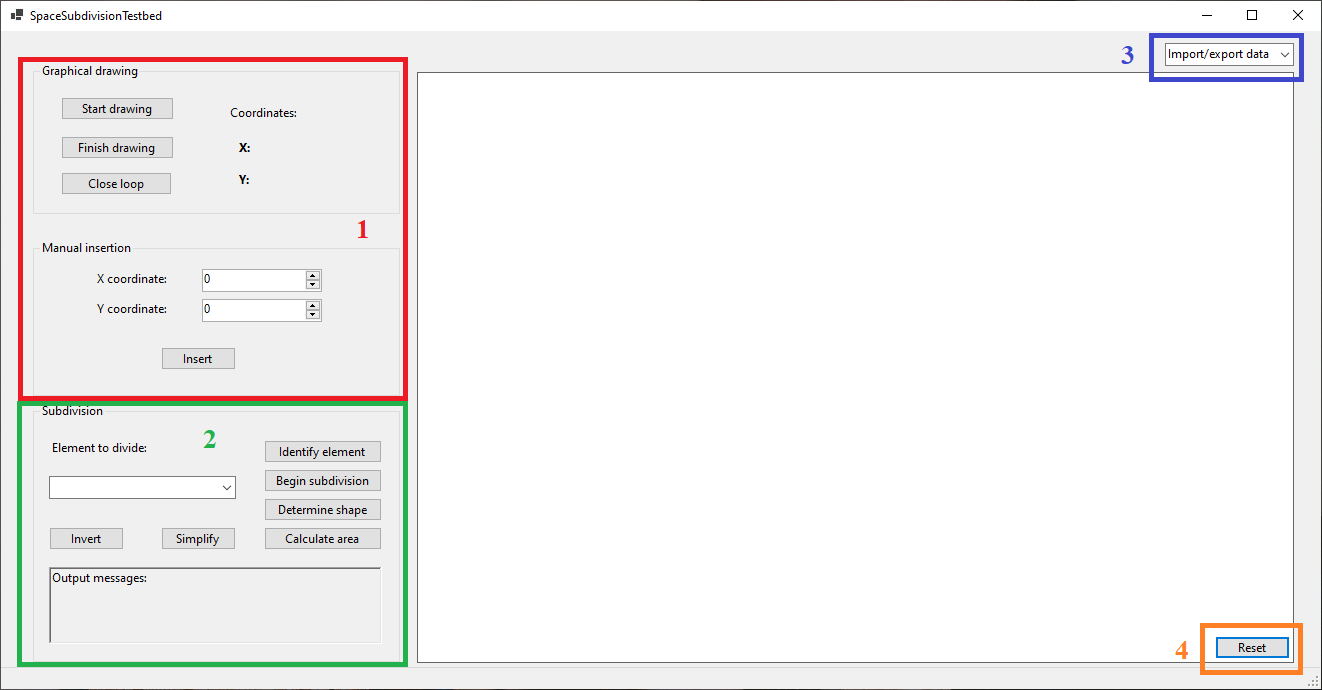 SpaceSubdivisionTestbed
3
Import/export data
Graphical drawing
Start drawing
Coordinates:
Finish drawing
X:
Close loop
Y:
1
Manual insertion
X coordinate:
0
Y coordinate:
0
Insert
Subdivision
2
Element to divide:
Identify element
Begin subdivision
Determine shape
Invert
Simplify
Calculate area
Output messages:
4
Reset